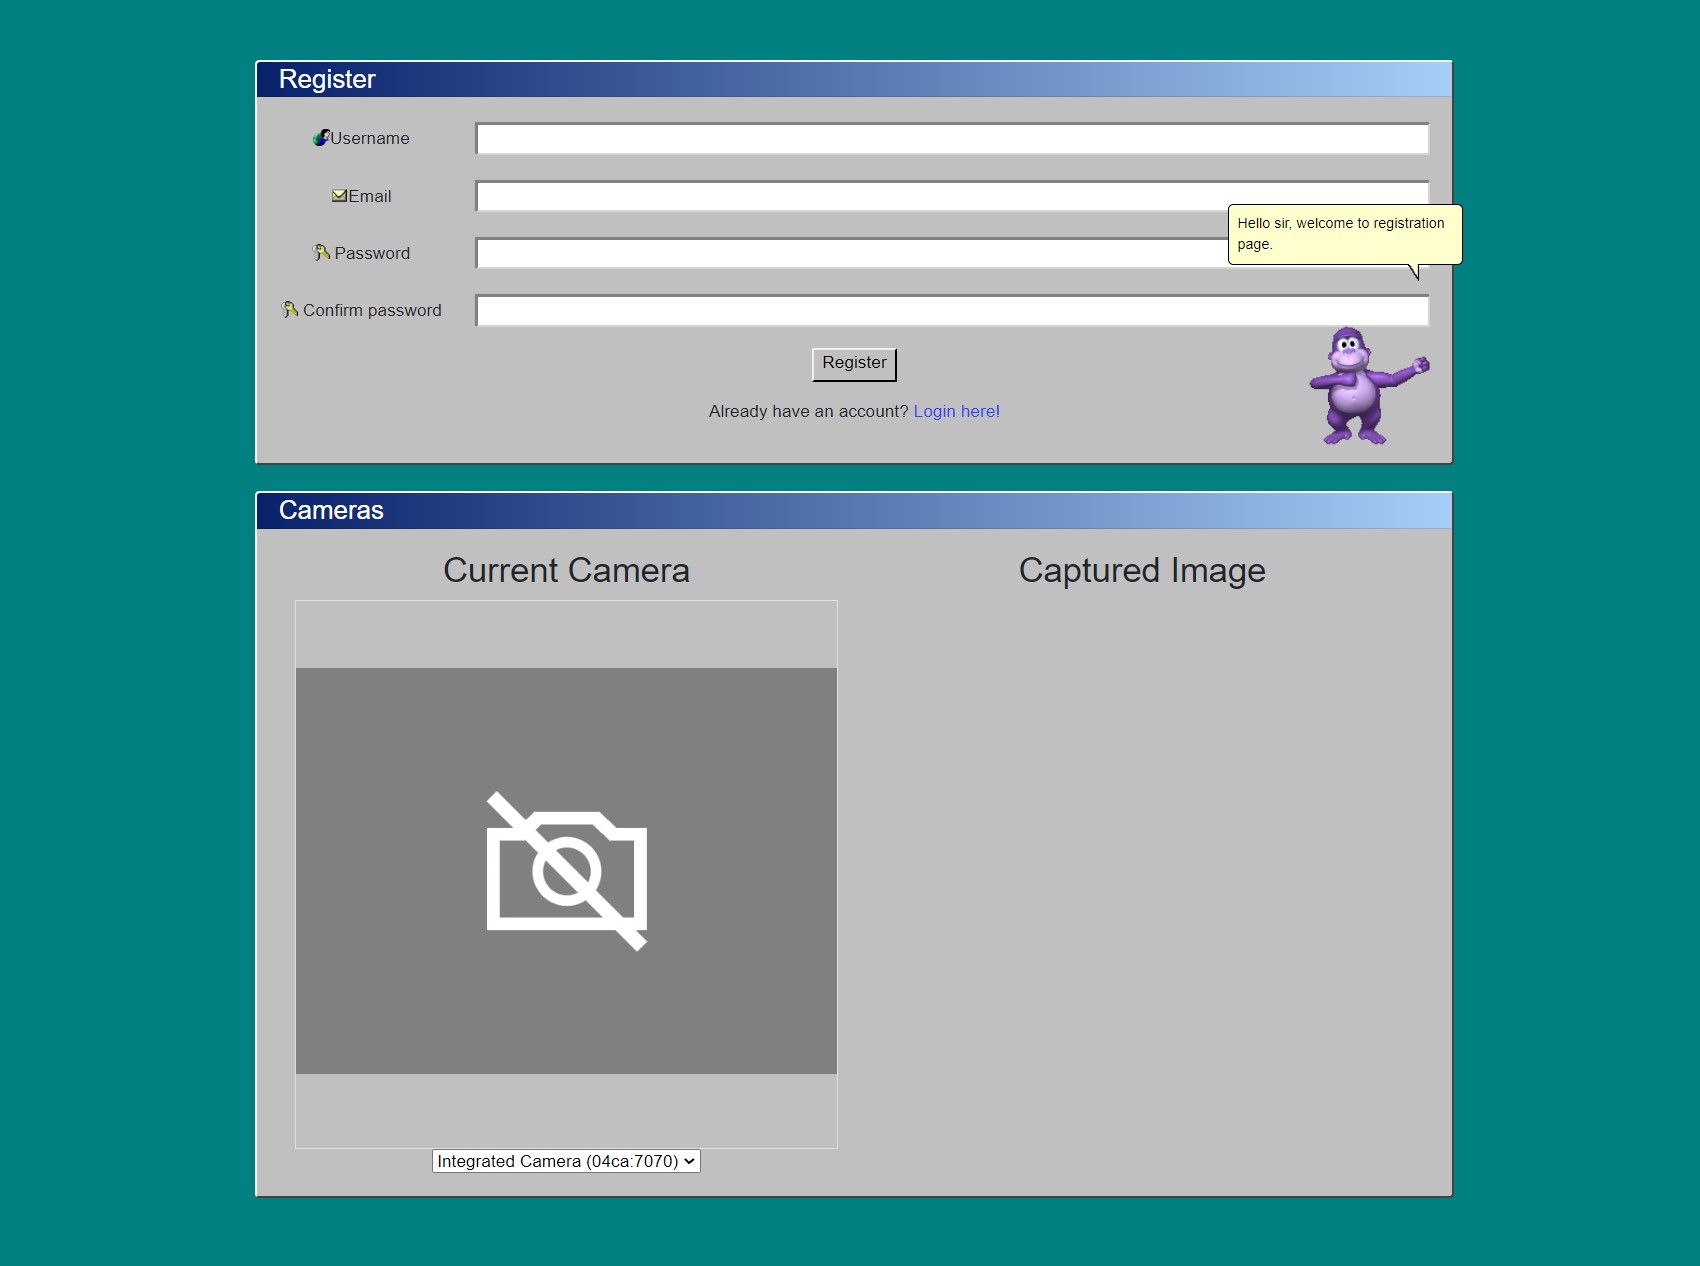 Register
Username
Email
Hello sir, welcome to registration
page.
Password
Confirm password
Register
Already have an account? Login here!
Cameras
Current Camera
Captured Image
Integrated Camera (04ca:7070)